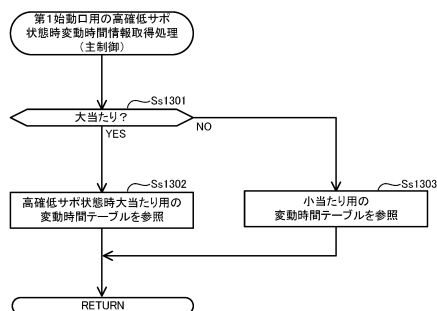 第1始動口用の高確低サポ
状態時変動時間情報取得処理
(主制御)
Ss1301
大当たり?
YES
NO
Ss1302
高確低サポ状態時大当たり用の
変動時間テーブルを参照
Ss1303
小当たり用の
変動時間テーブルを参照
RETURN